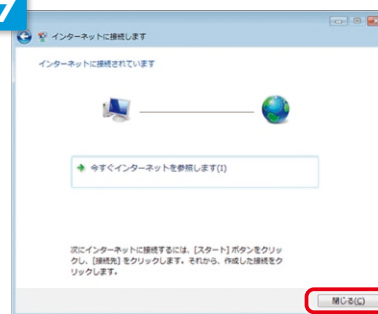 7
インターネットに接続します
インターネットに接続されています
今すぐインターネットを参照します(I)
次にインターネットに接続するには、[スタート] ボタンをクリッ
クし、[接続先] をクリックします。それから、作成した接続をク
リックします。
閉じる(C)